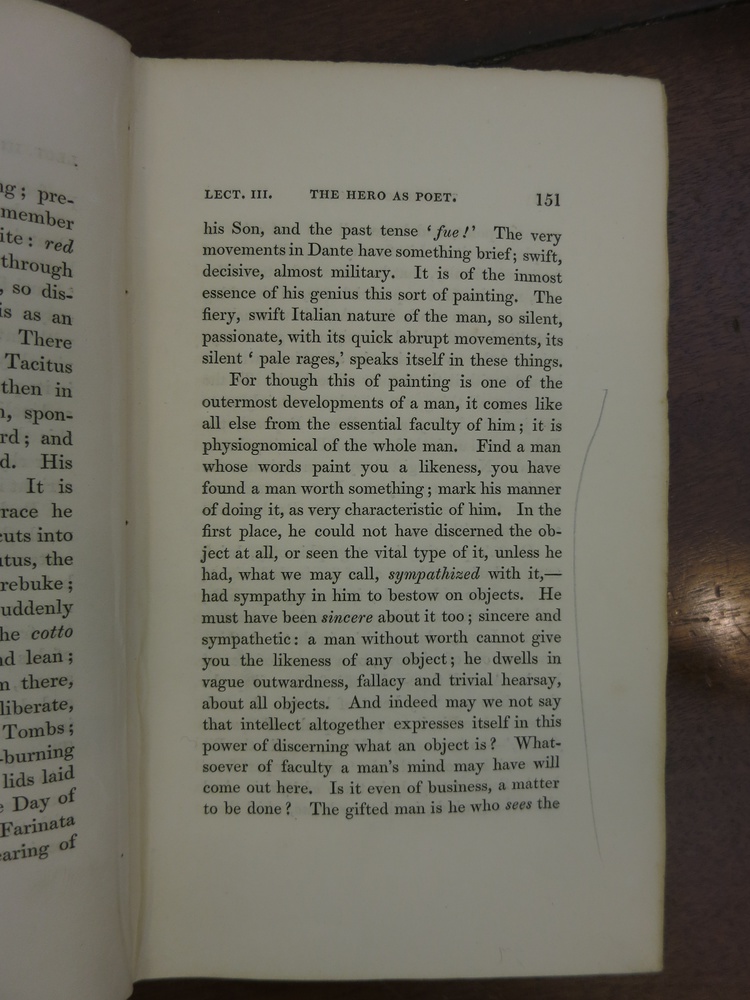 ng; pre-
member
ite: red
through
, so dis-
is as an
There
Tacitus
then in
n, spon-
rd; and
d. His
It is
race he
cuts into
utus, the
rebuke;
uddenly
he cotto
nd lean;
m there,
liberate,
Tombs;
-burning
lids laid
e Day of
Farinata
earing of
LECT. III. THE HERO AS POET. 151
his Son, and the past tense ‘fue!’ The very
movements in Dante have something brief; swift,
decisive, almost military. It is of the inmost
essence of his genius this sort of painting. The
fiery, swift Italian nature of the man, so silent,
passionate, with its quick abrupt movements, its
silent ‘pale rages,’ speaks itself in these things.
For though this of painting is one of the
outermost developments of a man, it comes like
all else from the essential faculty of him; it is
physiognomical of the whole man. Find a man
whose words paint you a likeness, you have
found a man worth something; mark his manner
of doing it, as very characteristic of him. In the
first place, he could not have discerned the ob-
ject at all, or seen the vital type of it, unless he
had, what we may call, sympathized with it,—
had sympathy in him to bestow on objects. He
must have been sincere about it too; sincere and
sympathetic: a man without worth cannot give
you the likeness of any object; he dwells in
vague outwardness, fallacy and trivial hearsay,
about all objects. And indeed may we not say
that intellect altogether expresses itself in this
power of discerning what an object is? What-
soever of faculty a man's mind may have will
come out here. Is it even of business, a matter
to be done? The gifted man is he who sees the